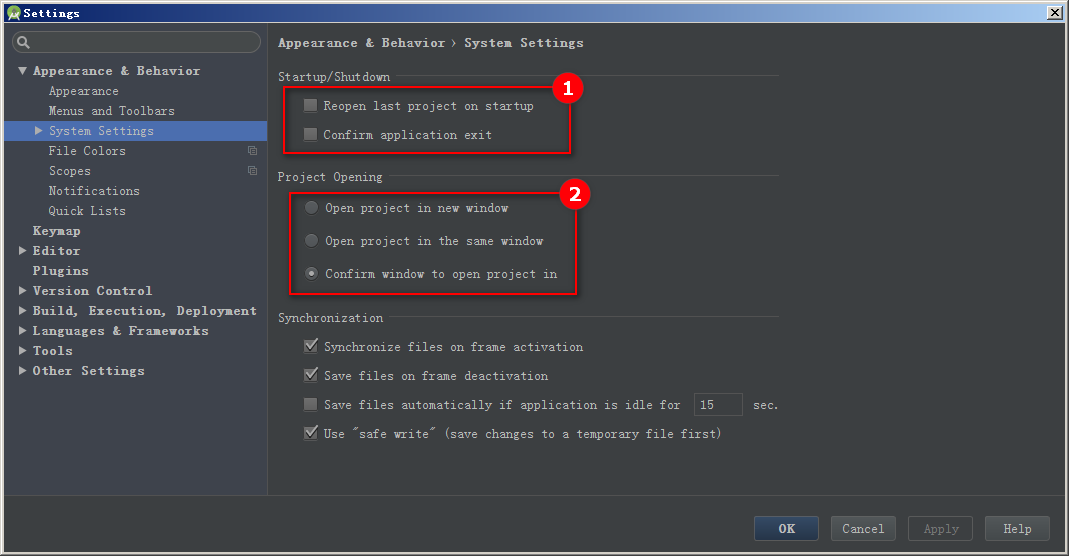 Settings
Appearance & Behavior
Appearance
Menus and Toolbars
System Settings
File Colors
Scopes
Notifications
Quick Lists
Keymap
Editor
Plugins
Version Control
Build, Execution, Deployment
Languages & Frameworks
Tools
Other Settings
Appearance & Behavior › System Settings
Startup/Shutdown
1
Reopen last project on startup
Confirm application exit
Project Opening
2
Open project in new window
Open project in the same window
Confirm window to open project in
Synchronization
Synchronize files on frame activation
Save files on frame deactivation
Save files automatically if application is idle for 15 sec.
Use "safe write" (save changes to a temporary file first)
OK Cancel Apply Help